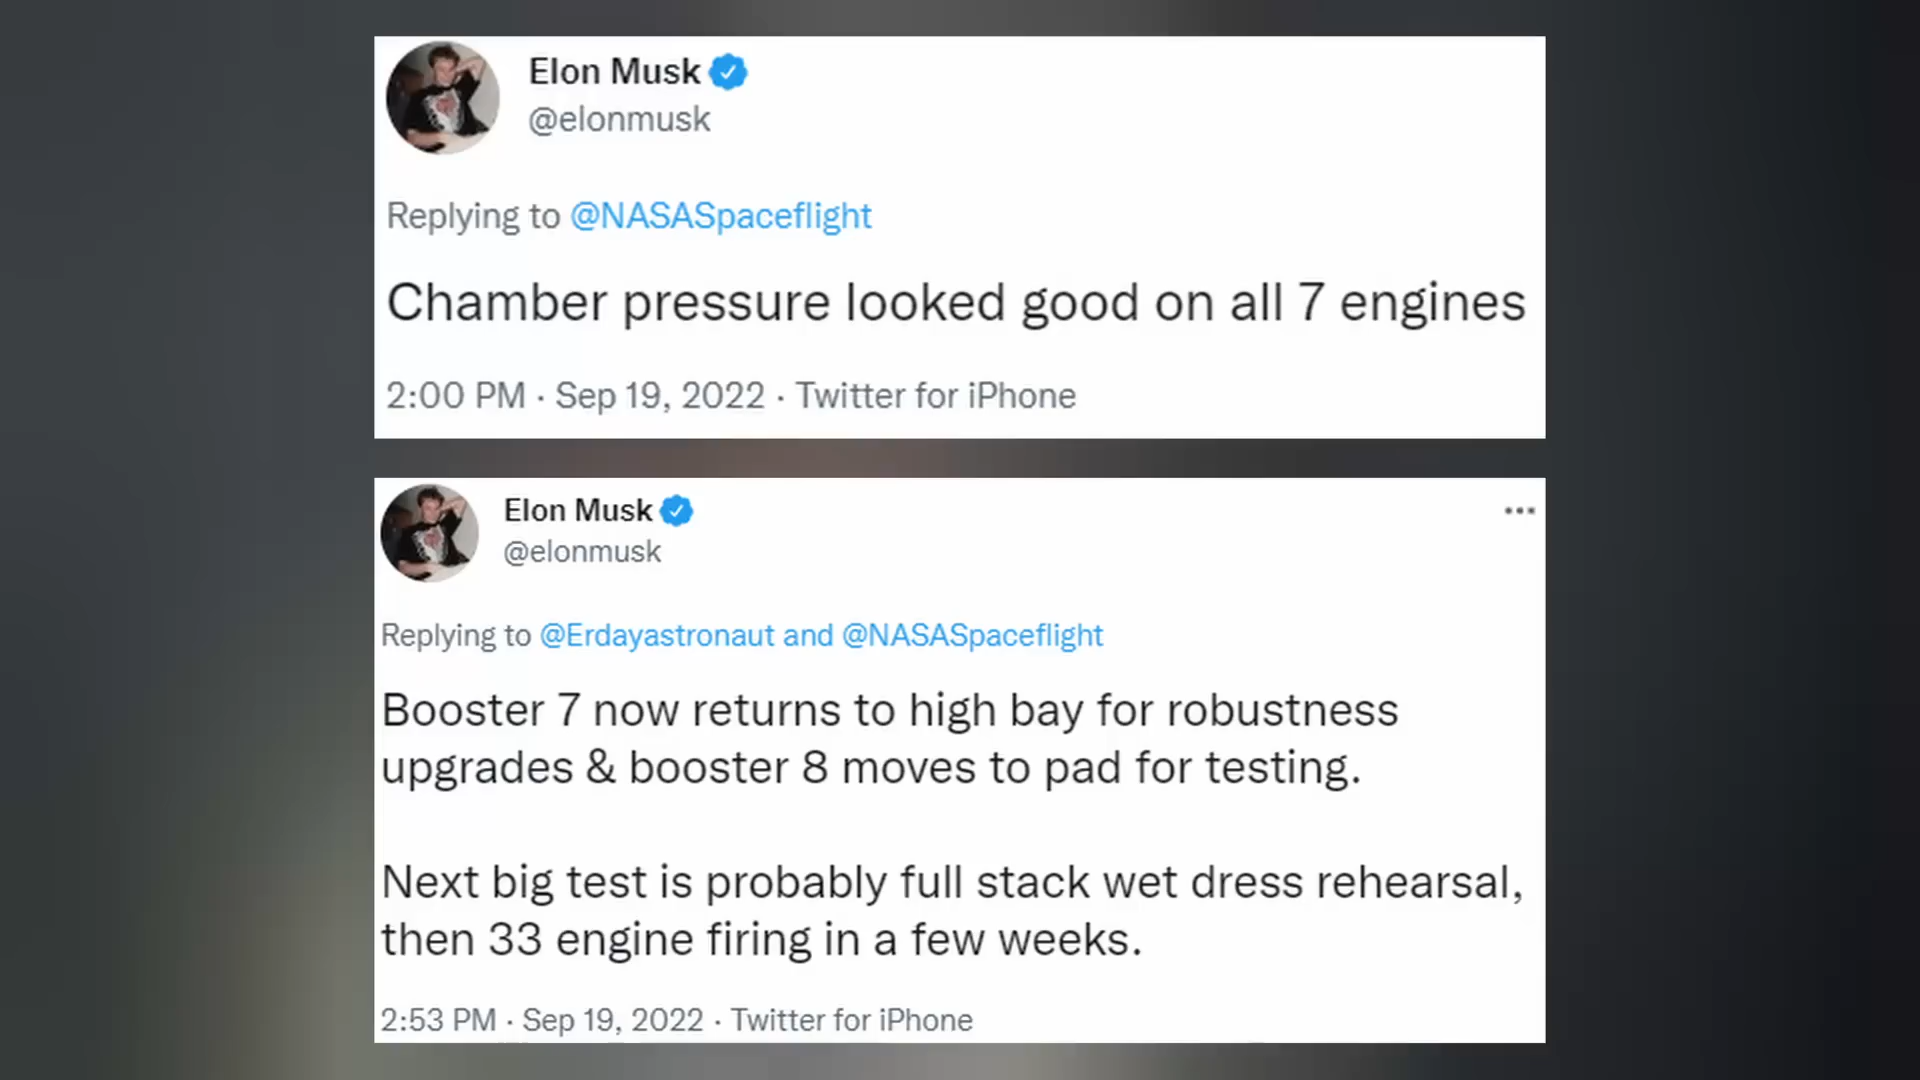 Elon Musk
@elonmusk
Replying to @NASASpaceflight
Chamber pressure looked good on all 7 engines
2:00 PM · Sep 19, 2022 · Twitter for iPhone
Elon Musk
@elonmusk
Replying to @Erdayastronaut and @NASASpaceflight
Booster 7 now returns to high bay for robustness
upgrades & booster 8 moves to pad for testing.
Next big test is probably full stack wet dress rehearsal,
then 33 engine firing in a few weeks.
2:53 PM · Sep 19, 2022 · Twitter for iPhone